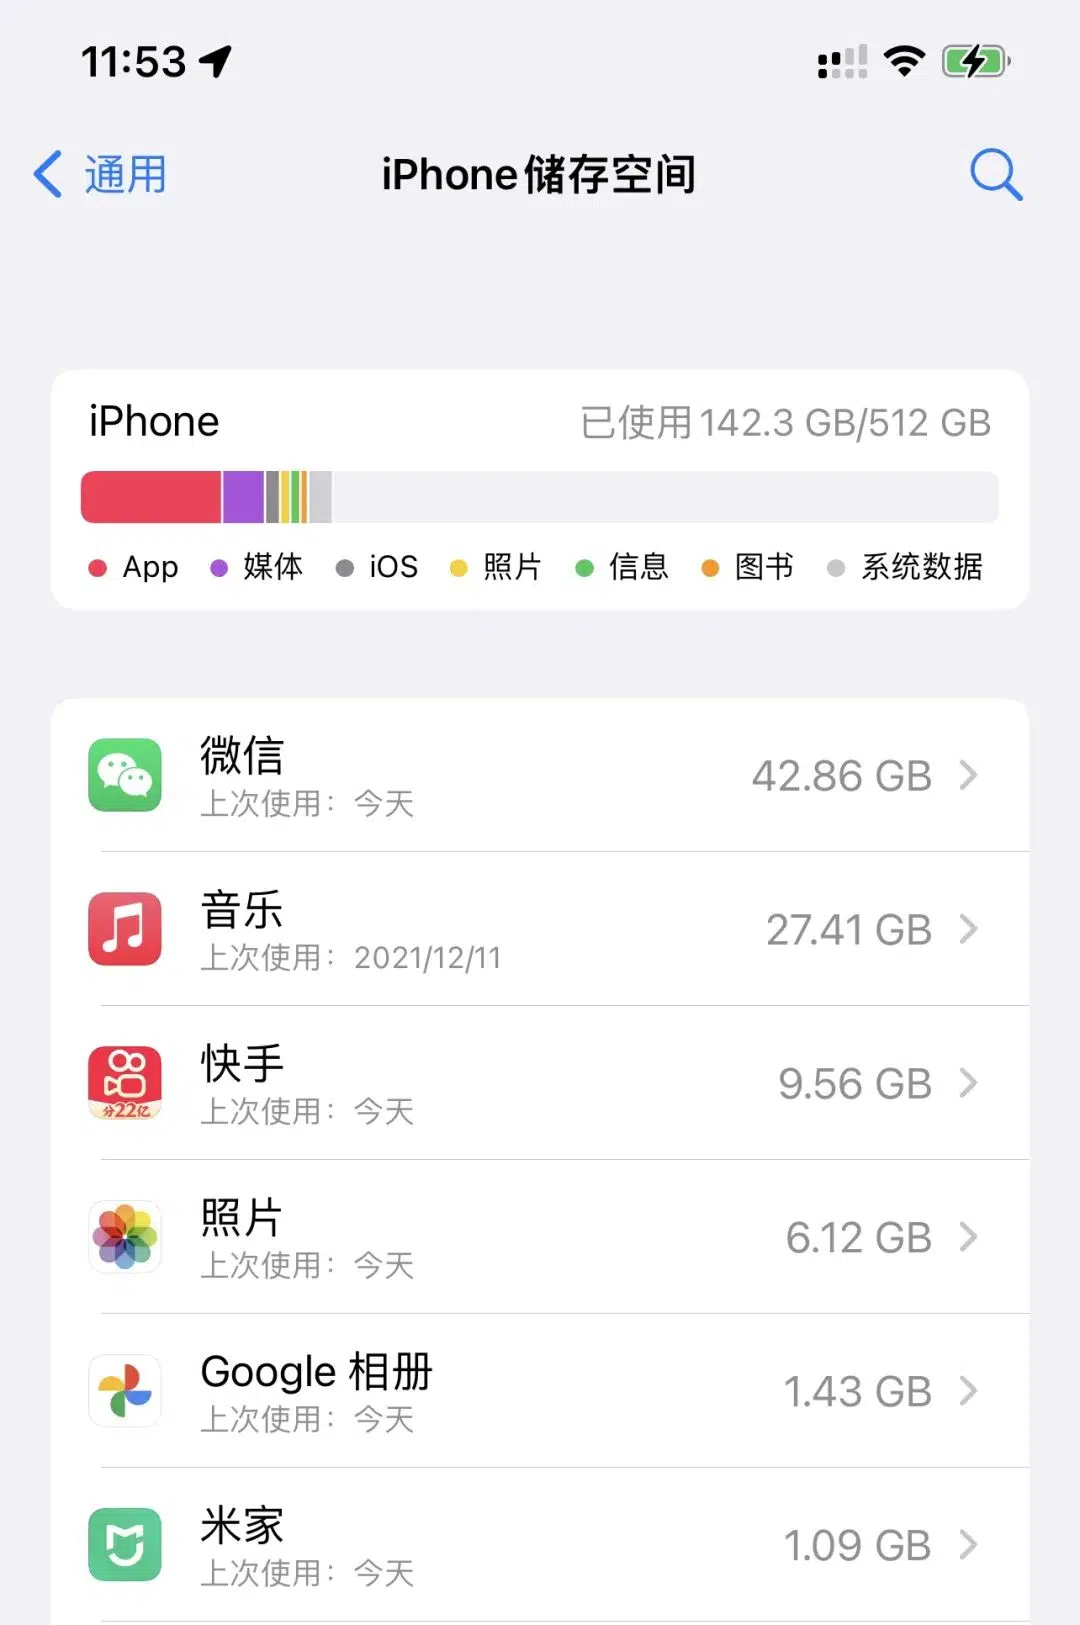 11:53
通用
iPhone储存空间
iPhone
已使用142.3 GB/512 GB
App 媒体 iOS 照片 信息 图书 系统数据
微信
42.86 GB
上次使用：今天
音乐
27.41 GB
上次使用：2021/12/11
快手
9.56 GB
分22亿
上次使用：今天
照片
6.12 GB
上次使用：今天
Google 相册
1.43 GB
上次使用：今天
米家
1.09 GB
上次使用：今天